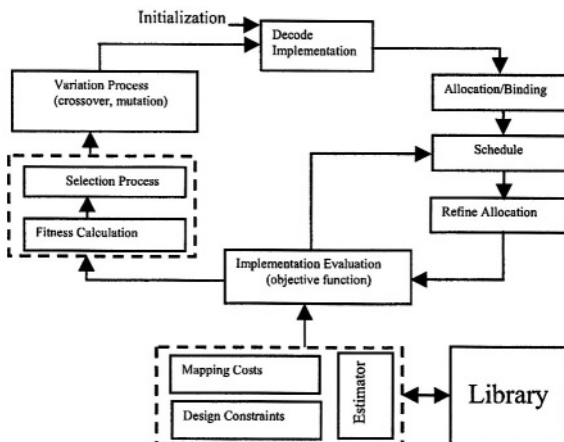 Initialization
Decode
Implementation
Variation Process
(crossover, mutation)
Allocation/Binding
Schedule
Selection Process
Refine Allocation
Fitness Calculation
Implementation Evaluation
(objective function)
Mapping Costs
Estimator
Library
Design Constraints